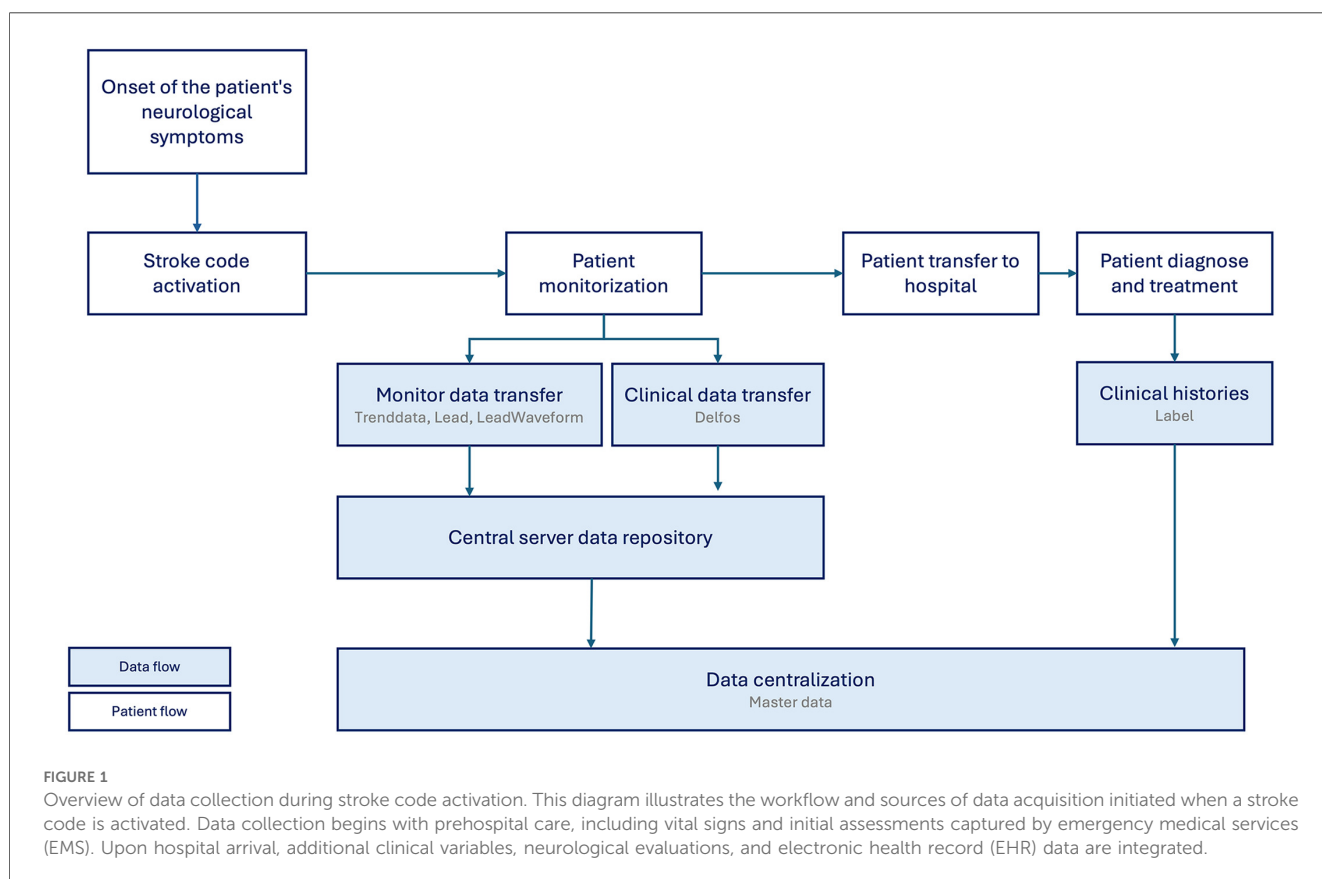 Onset of the patient's
neurological
symptoms
Stroke code
activation
Patient
monitorization
Patient transfer to
hospital
Patient diagnose
and treatment
Monitor data transfer
Trenddata, Lead, LeadWaveform
Clinical data transfer
Delfos
Clinical histories
Label
Central server data repository
Data flow
Patient flow
Data centralization
Master data
FIGURE 1
Overview of data collection during stroke code activation. This diagram illustrates the workflow and sources of data acquisition initiated when a stroke
code is activated. Data collection begins with prehospital care, including vital signs and initial assessments captured by emergency medical services
(EMS). Upon hospital arrival, additional clinical variables, neurological evaluations, and electronic health record (EHR) data are integrated.